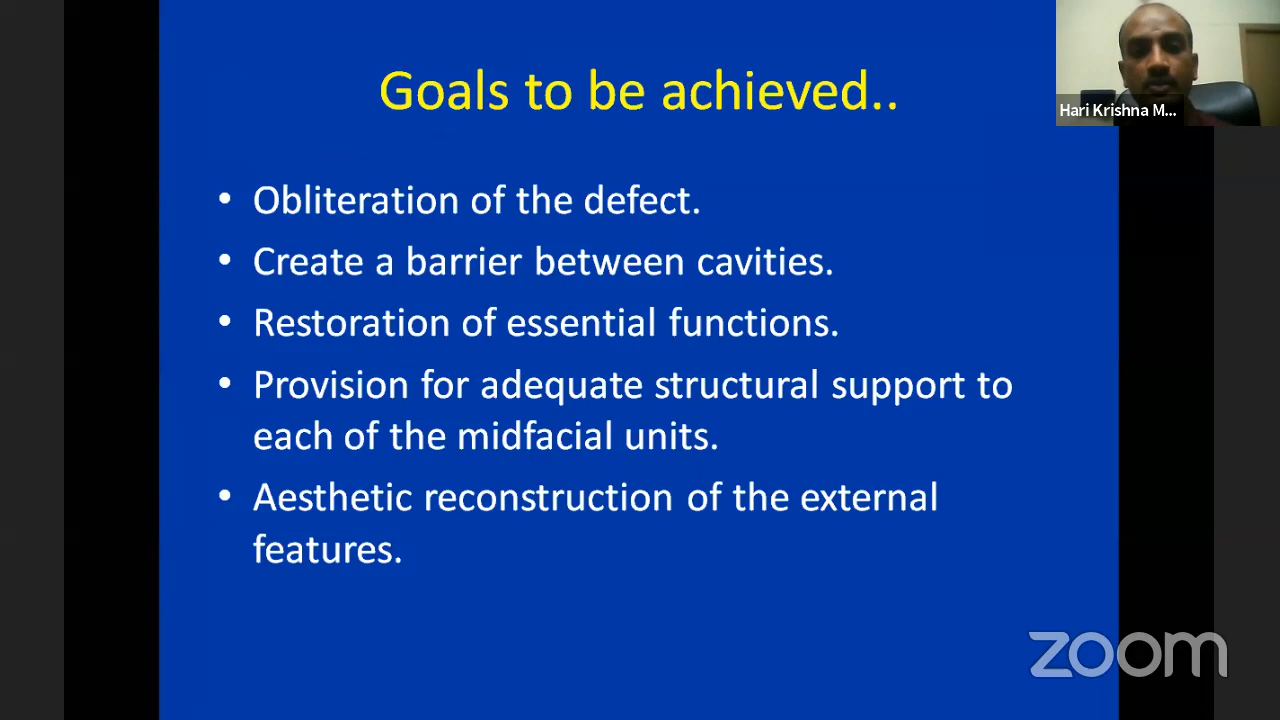 Goals to be achieved..
Hari Krishna M...
• Obliteration of the defect.
• Create a barrier between cavities.
• Restoration of essential functions.
• Provision for adequate structural support to
each of the midfacial units.
• Aesthetic reconstruction of the external
features.
zoom